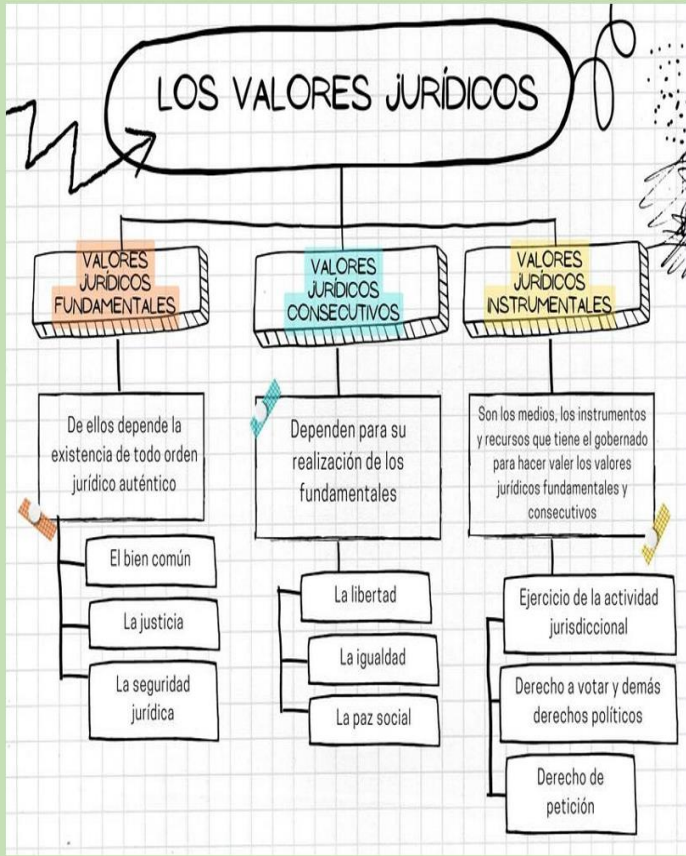 LOS VALORES JURÍDICOS
VALORES
JURÍDICOS
FUNDAMENTALES
De ellos depende la
existencia de todo orden
jurídico auténtico
El bien común
La justicia
La seguridad
jurídica
VALORES
JURÍDICOS
CONSECUTIVOS
Dependen para su
realización de los
fundamentales
La libertad
La igualdad
La paz social
VALORES
JURÍDICOS
INSTRUMENTALES
Son los medios, los instrumentos
y recursos que tiene el gobernado
para hacer valer los valores
jurídicos fundamentales y
consecutivos
Ejercicio de la actividad
jurisdiccional
Derecho a votar y demás
derechos políticos
Derecho de
petición